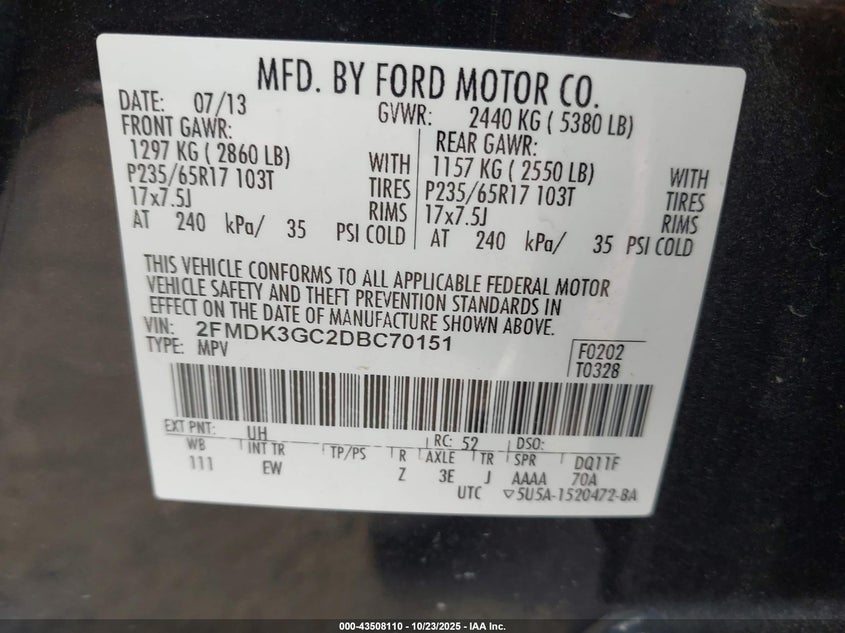 MFD. BY FORD MOTOR CO.
DATE: 07/13 GVWR: 2440 KG ( 5380 LB)
FRONT GAWR: REAR GAWR:
1297 KG ( 2860 LB) WITH 1157 KG ( 2550 LB) WITH
P235/65R17 103T TIRES P235/65R17 103T TIRES
17x7.5J RIMS 17x7.5J RIMS
AT 240 kPa/ 35 PSI COLD AT 240 kPa/ 35 PSI COLD
THIS VEHICLE CONFORMS TO ALL APPLICABLE FEDERAL MOTOR
VEHICLE SAFETY AND THEFT PREVENTION STANDARDS IN
EFFECT ON THE DATE OF MANUFACTURE SHOWN ABOVE.
VIN: 2FMDK3GC2DBC70151
TYPE: MPV
F0202
T0328
EXT PNT: UH RC: 52 DSO:
WB INT TR TP/PS R AXLE TR SPR DQ11F
111 EW Z 3E J AAAA 70A
UTC ▽5U5A-1520472-BA
000-43508110 - 10/23/2025 - IAA Inc.